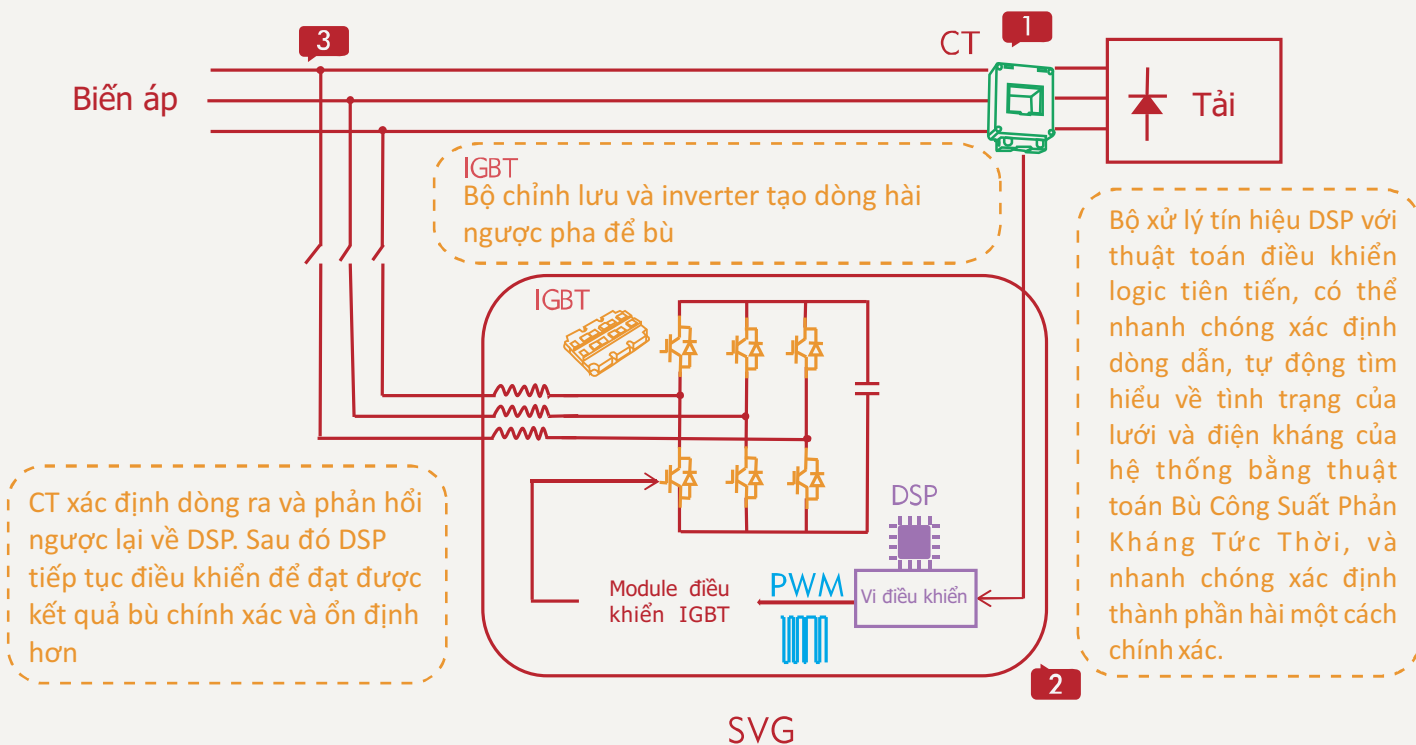 3
CT
1
Biến áp
Tải
IGBT
Bộ chỉnh lưu và inverter tạo dòng hài
ngược pha để bù
Bộ xử lý tín hiệu DSP với
thuật toán điều khiển
logic tiên tiến, có thể
nhanh chóng xác định
dòng dẫn, tự động tìm
hiểu về tình trạng của
lưới và điện kháng của
hệ thống bằng thuật
toán Bù Công Suất Phản
Kháng Tức Thời, và
nhanh chóng xác định
thành phần hài một cách
chính xác.
IGBT
CT xác định dòng ra và phản hổi
ngược lại về DSP. Sau đó DSP
tiếp tục điều khiển để đạt được
kết quả bù chính xác và ổn định
hơn
DSP
Module điều
khiển IGBT
PWM
Vi điều khiển
2
SVG